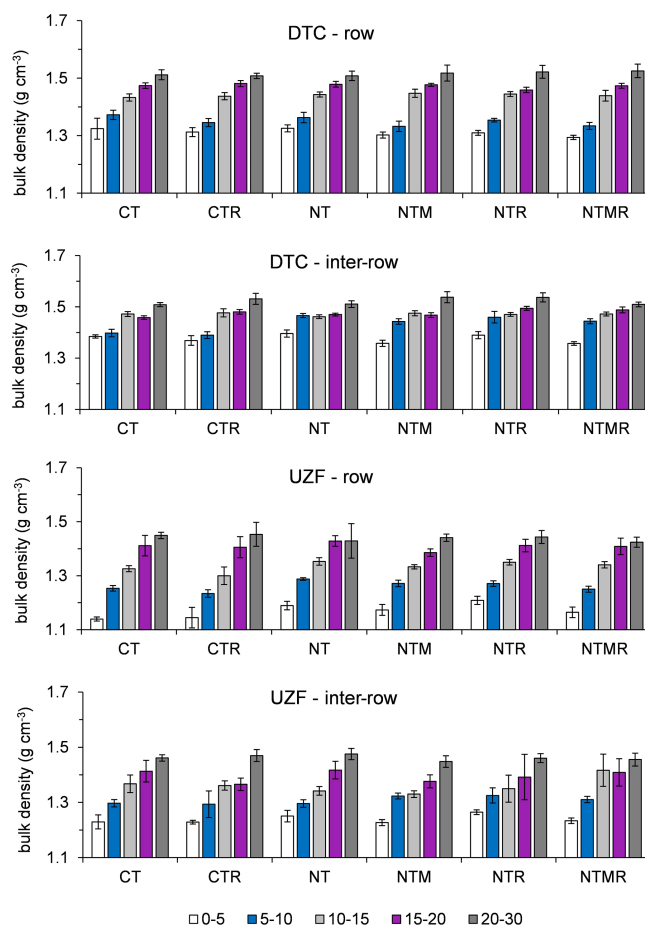 DTC - row
bulk density (g cm-3)
1.7
1.5
1.3
1.1
CT CTR NT NTM NTR NTMR
DTC - inter-row
bulk density (g cm-3)
1.7
1.5
1.3
1.1
CT CTR NT NTM NTR NTMR
UZF - row
bulk density (g cm-3)
1.7
1.5
1.3
1.1
CT CTR NT NTM NTR NTMR
UZF - inter-row
bulk density (g cm-3)
1.7
1.5
1.3
1.1
CT CTR NT NTM NTR NTMR
0-5 5-10 10-15 15-20 20-30